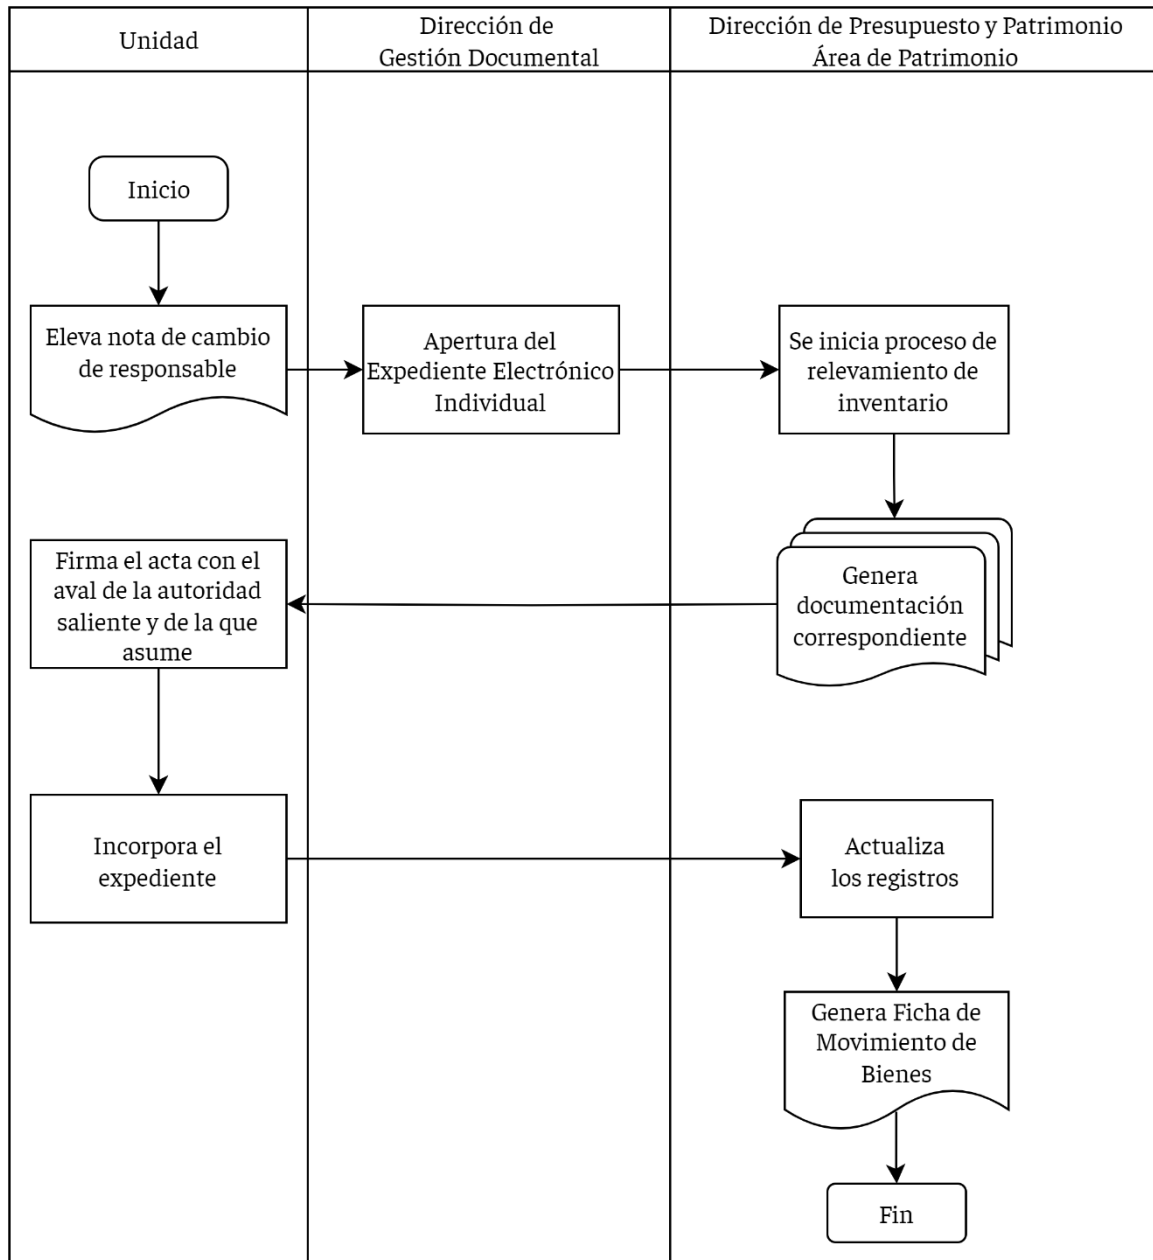 Unidad
Dirección de
Gestión Documental
Dirección de Presupuesto y Patrimonio
Área de Patrimonio
Inicio
Eleva nota de cambio
de responsable
Apertura del
Expediente Electrónico
Individual
Se inicia proceso de
relevamiento de
inventario
Genera
documentación
correspondiente
Firma el acta con el
aval de la autoridad
saliente y de la que
asume
Incorpora el
expediente
Actualiza
los registros
Genera Ficha de
Movimiento de
Bienes
Fin